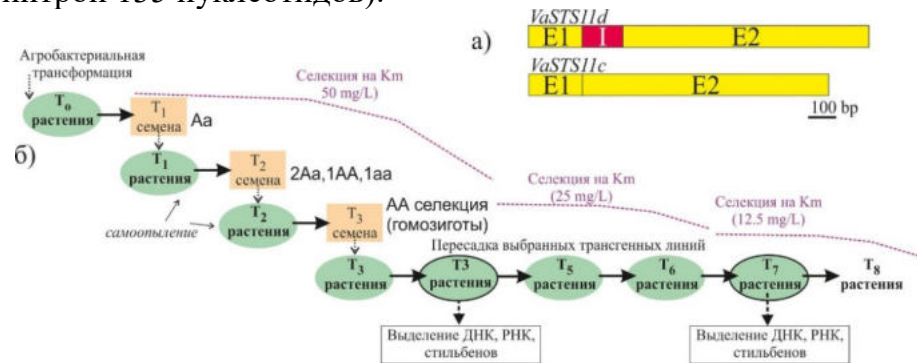 нтрон 133 нуклеотидов).
а)
VaSTS11d
E1 I E2
VaSTS11c
E1 E2
100 bp
Агробактериальная
трансформация
Селекция на Km
50 mg/L)
T₀
растения
T₁
семена
Aa
б)
T₁
растения
T₂
семена
2Aa,1AA,1aa
самоопыление
T₂
растения
T₃
семена
AA селекция
(гомозиготы)
Селекция на Km
(25 mg/L)
Селекция на Km
(12.5 mg/L)
Пересадка выбранных трансгенных линий
T₃
растения
T3
растения
T₅
растения
T₆
растения
T₇
растения
T₈
растения
Выделение ДНК, РНК,
стильбенов
Выделение ДНК, РНК,
стильбенов